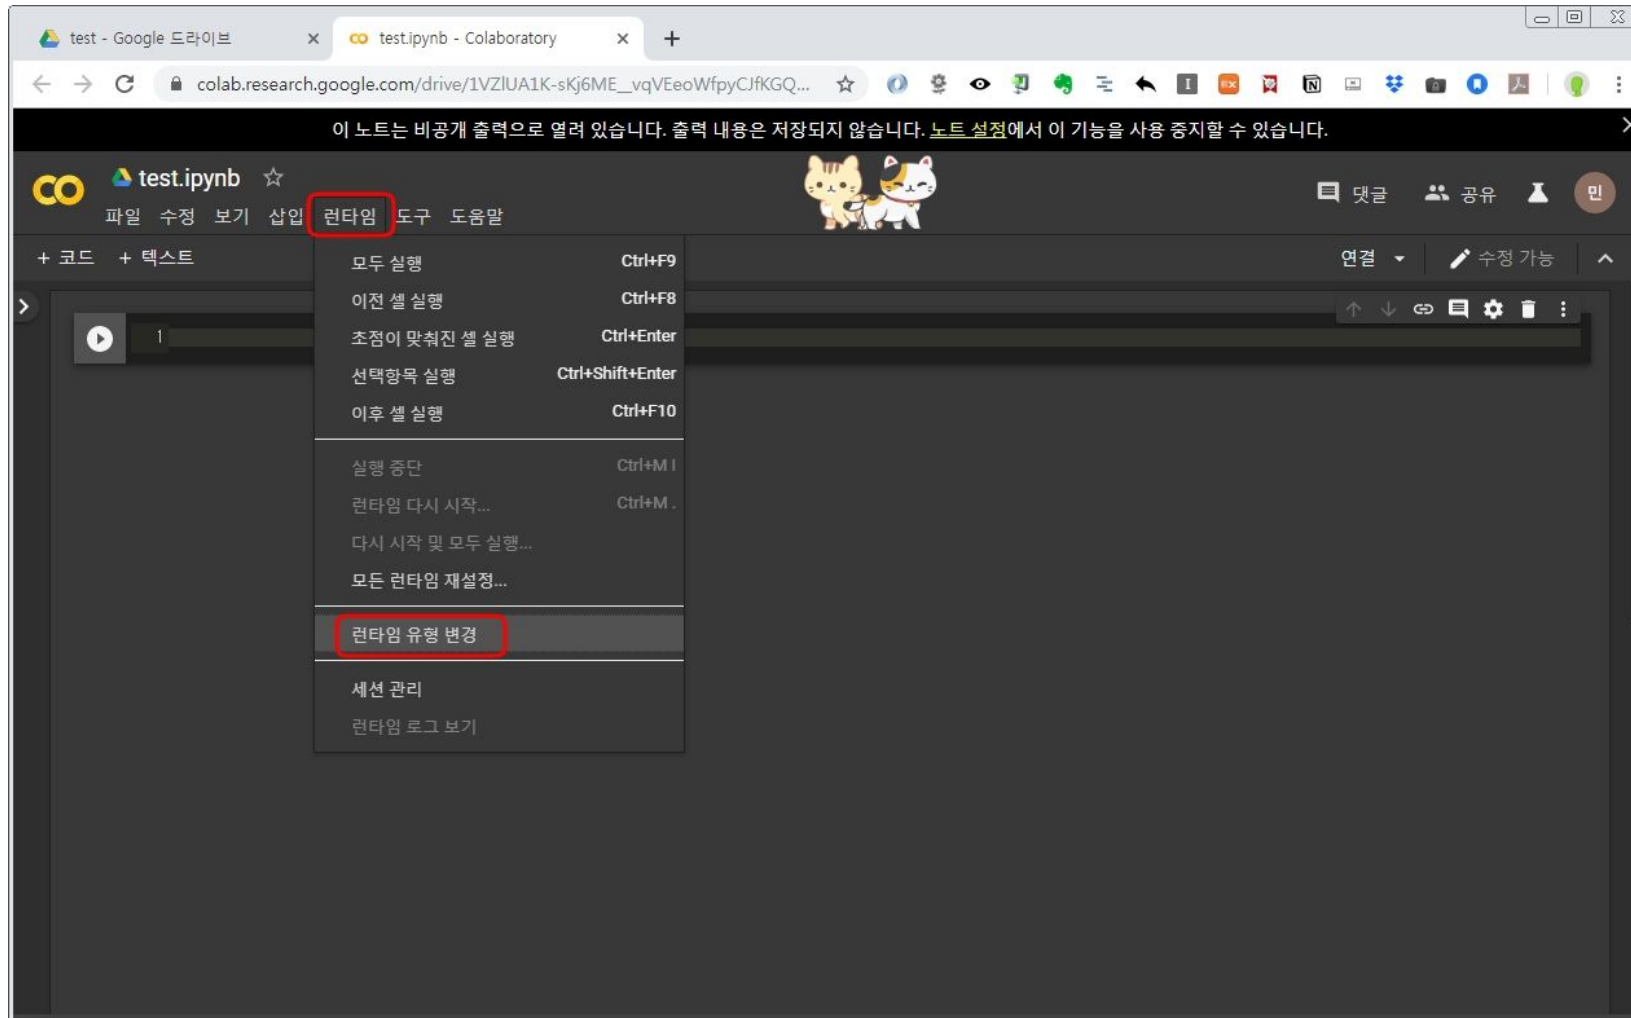 test - Google 드라이브
test.ipynb - Colaboratory
colab.research.google.com/drive/1VZlUA1K-sKj6ME__vqVEeoWfpyCJfKGQ...
이 노트는 비공개 출력으로 열려 있습니다. 출력 내용은 저장되지 않습니다. 노트 설정에서 이 기능을 사용 중지할 수 있습니다.
CO test.ipynb
댓글 공유 민
파일 수정 보기 삽입 런타임 도구 도움말
+ 코드 + 텍스트
연결 수정 가능
1
모두 실행 Ctrl+F9
이전 셀 실행 Ctrl+F8
초점이 맞춰진 셀 실행 Ctrl+Enter
선택항목 실행 Ctrl+Shift+Enter
이후 셀 실행 Ctrl+F10
실행 중단 Ctrl+M I
런타임 다시 시작... Ctrl+M .
다시 시작 및 모두 실행...
모든 런타임 재설정...
런타임 유형 변경
세션 관리
런타임 로그 보기